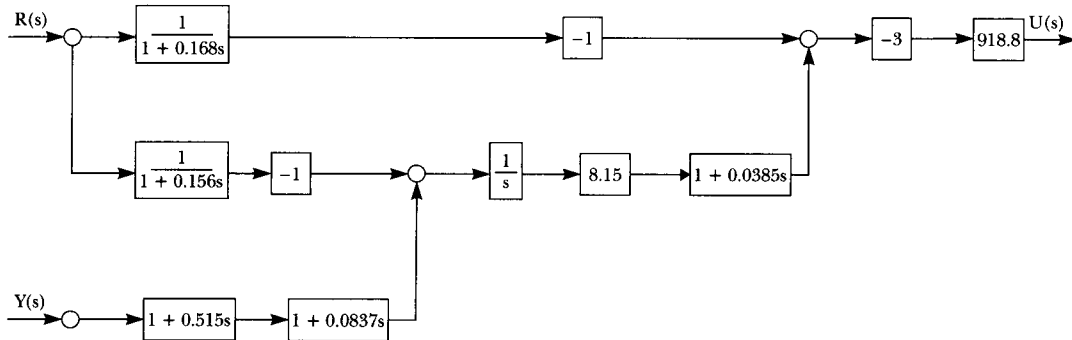 R(s)
1
1 + 0.168s
−1
−3
918.8
U(s)
1
1 + 0.156s
−1
1
s
8.15
1 + 0.0385s
Y(s)
1 + 0.515s
1 + 0.0837s